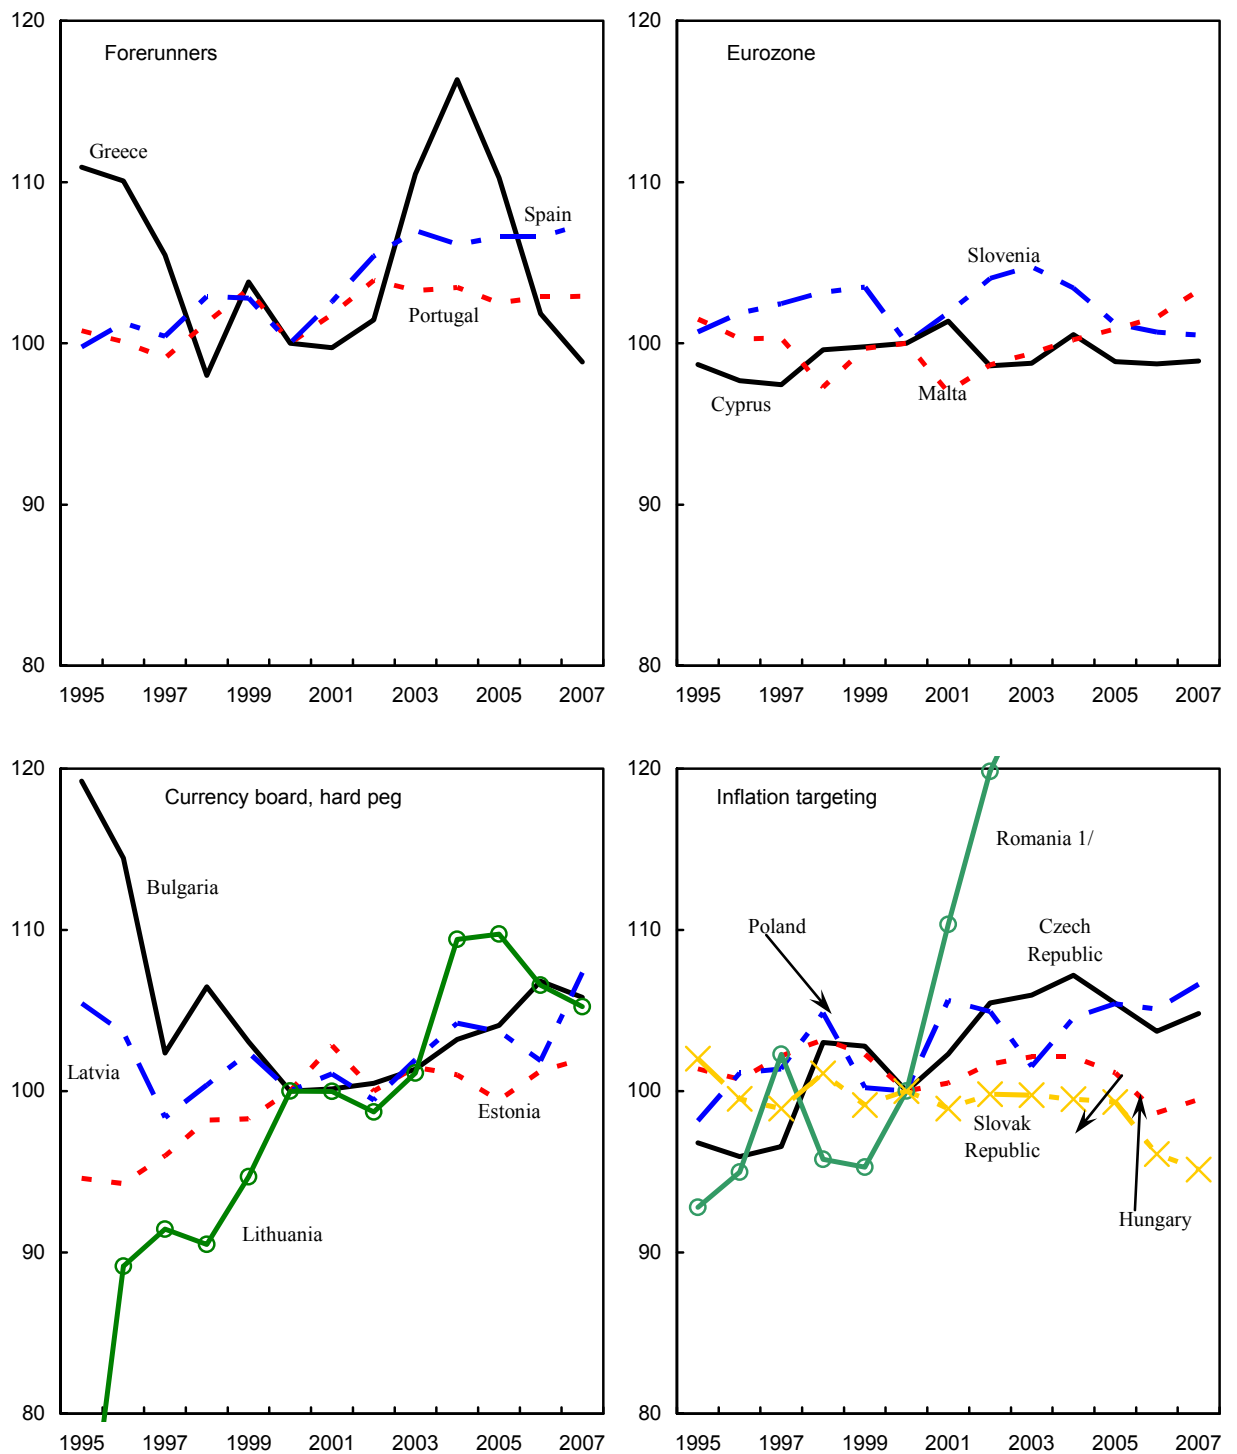 120
Forerunners
Greece
110
Spain
Portugal
100
90
80
1995 1997 1999 2001 2003 2005 2007
120
Eurozone
110
Slovenia
100
Cyprus
Malta
90
80
1995 1997 1999 2001 2003 2005 2007
120
Currency board, hard peg
Bulgaria
110
Latvia
100
Estonia
Lithuania
90
80
1995 1997 1999 2001 2003 2005 2007
120
Inflation targeting
Romania 1/
110
Poland
Czech
Republic
100
Slovak
Republic
Hungary
90
80
1995 1997 1999 2001 2003 2005 2007